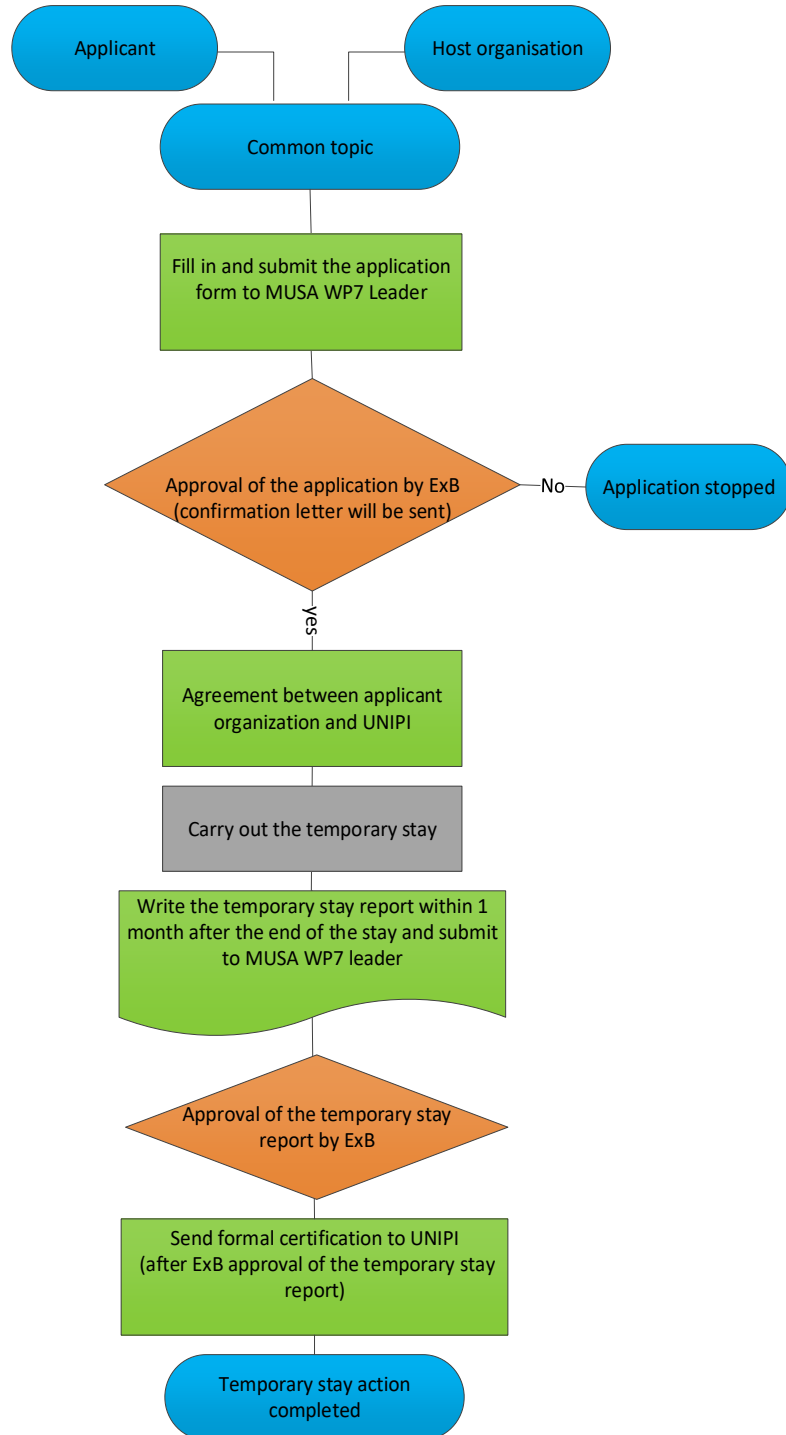 Applicant
Host organisation
Common topic
Fill in and submit the application
form to MUSA WP7 Leader
Approval of the application by ExB
(confirmation letter will be sent)
No
Application stopped
yes
Agreement between applicant
organization and UNIPI
Carry out the temporary stay
Write the temporary stay report within 1
month after the end of the stay and submit
to MUSA WP7 leader
Approval of the temporary stay
report by ExB
Send formal certification to UNIPI
(after ExB approval of the temporary stay
report)
Temporary stay action
completed